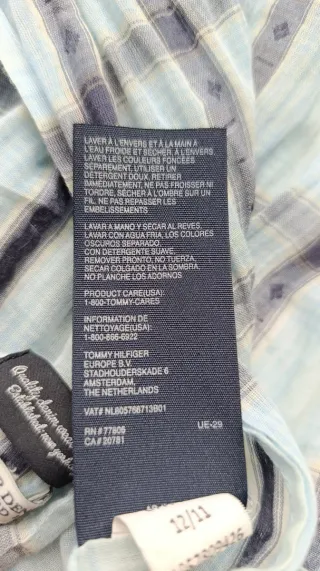 LAVER À L'ENVERS ET À LA MAIN À
L'EAU FROIDE ET SÉCHER, À L'ENVERS.
LAVER LES COULEURS FONCÉES
SÉPAREMENT, UTILISER UN
DÉTERGENT DOUX, RETIRER
IMMÉDIATEMENT, NE PAS FROISSER NI
TORDRE, SÉCHER À L'OMBRE SUR UN
FIL. NE PAS REPASSER LES
EMBELISSEMENTS
LAVAR A MANO Y SECAR AL REVES.
LAVAR CON AGUA FRIA, LOS COLORES
OSCUROS SEPARADO.
CON DETERGENTE SUAVE
REMOVER PRONTO, NO TUERZA,
SECAR COLGADO EN LA SOMBRA,
NO PLANCHE LOS ADORNOS
PRODUCT CARE(USA):
1-800-TOMMY-CARES
INFORMATION DE
NETTOYAGE(USA):
1-800-866-6922
TOMMY HILFIGER
EUROPE B.V.
STADHOUDERSKADE 6
AMSTERDAM,
THE NETHERLANDS
VAT# NL805766713B01
RN # 77806 UE-29
CA# 20781
12/11